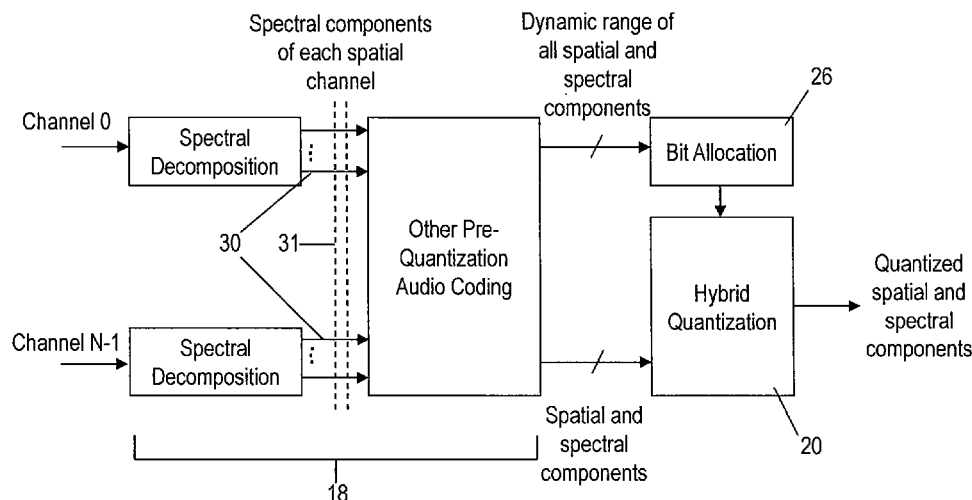 Spectral components
of each spatial
channel
Dynamic range of
all spatial and
spectral
components
26
Channel 0
Spectral
Decomposition
Bit Allocation
30
31
Other Pre-
Quantization
Audio Coding
Hybrid
Quantization
Quantized
spatial and
spectral
components
Channel N-1
Spectral
Decomposition
Spatial and
spectral
components
20
18